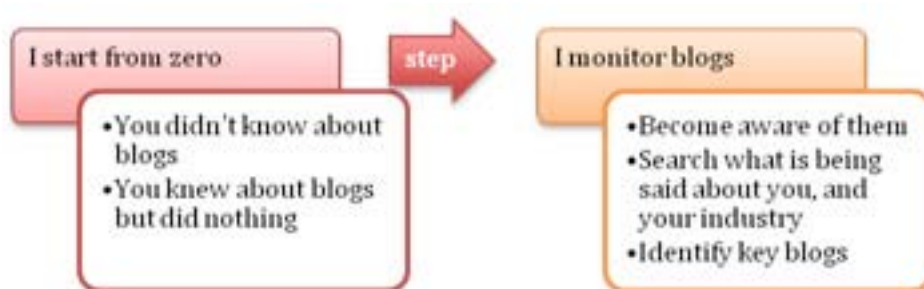 I start from zero
•You didn't know about
blogs
•You knew about blogs
but did nothing
step
I monitor blogs
•Become aware of them
•Search what is being
said about you, and
your industry
•Identify key blogs